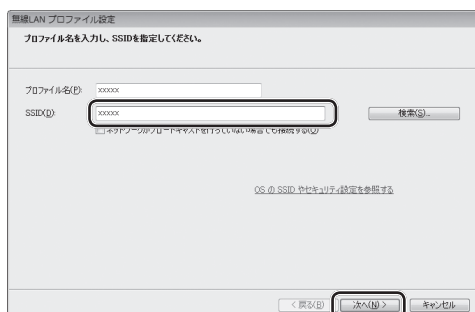 無線LAN プロファイル設定
プロファイル名を入力し、SSIDを指定してください。
プロファイル名(P): xxxxx
SSID(D): xxxxx 検索(S)...
ネットワークがブロードキャストを行っていない場合でも接続する(O)
OS の SSID やセキュリティ設定を参照する
< 戻る(B) 次へ(N) > キャンセル